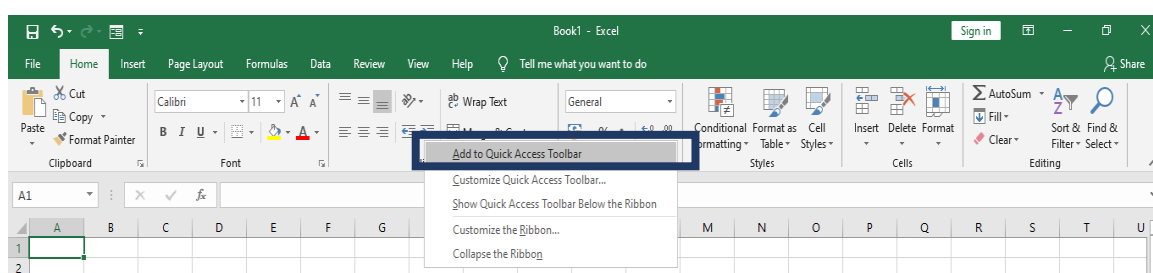 Book1 - Excel
Sign in
File Home Insert Page Layout Formulas Data Review View Help Tell me what you want to do Share
Paste
Cut
Copy
Format Painter
Clipboard
Calibri 11 A A
B I U A
Font
ab Wrap Text
General
Conditional Formatting
Format as Table
Cell Styles
Styles
Insert Delete Format
Cells
AutoSum
Fill
Clear
Sort & Filter
Find & Select
Editing
Add to Quick Access Toolbar
Customize Quick Access Toolbar...
Show Quick Access Toolbar Below the Ribbon
Customize the Ribbon...
Collapse the Ribbon
A1 fx
A B C D E F G M N O P Q R S T U
1
2